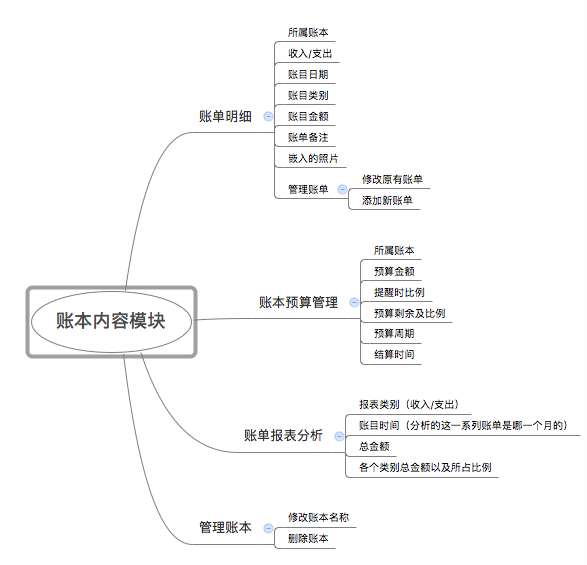 账本内容模块
账单明细
所属账本
收入/支出
账目日期
账目类别
账目金额
账单备注
嵌入的照片
管理账单
修改原有账单
添加新账单
账本预算管理
所属账本
预算金额
提醒时比例
预算剩余及比例
预算周期
结算时间
账单报表分析
报表类别（收入/支出）
账目时间（分析的这一系列账单是哪一个月的）
总金额
各个类别总金额以及所占比例
管理账本
修改账本名称
删除账本